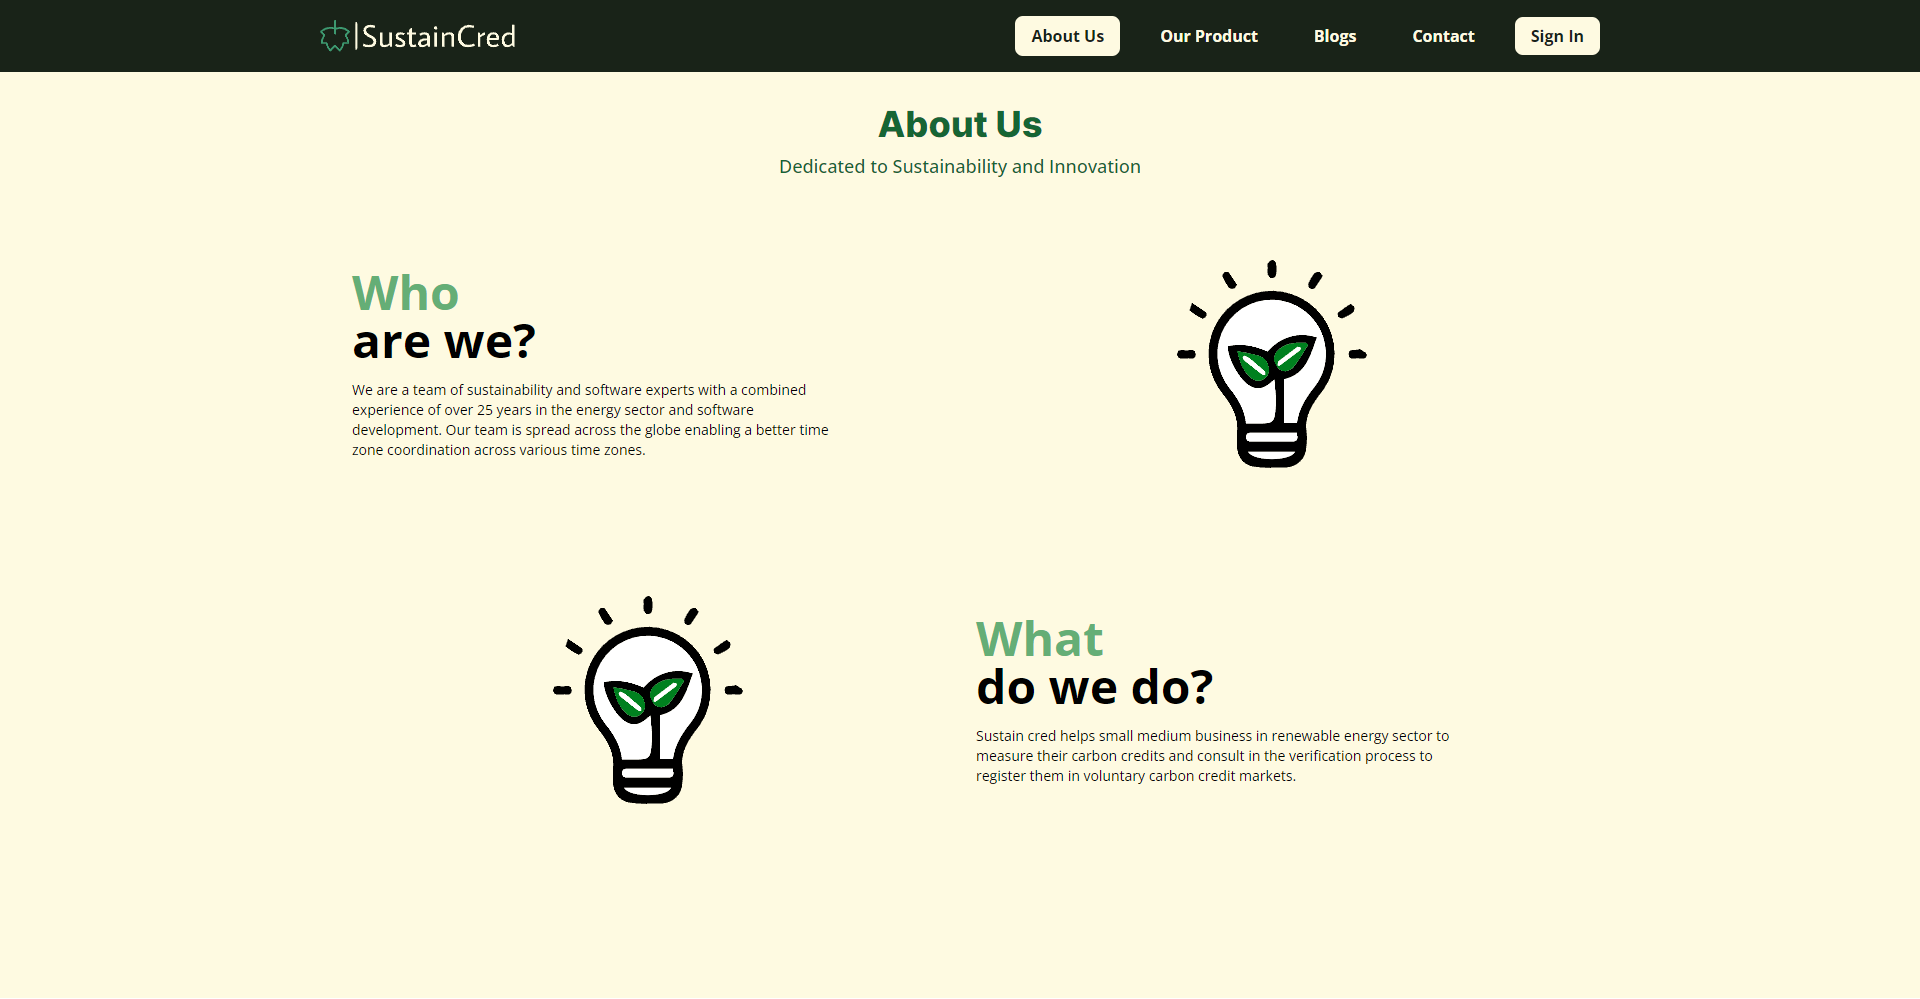 SustainCred
About Us
Our Product
Blogs
Contact
Sign In
About Us
Dedicated to Sustainability and Innovation
Who
are we?
We are a team of sustainability and software experts with a combined
experience of over 25 years in the energy sector and software
development. Our team is spread across the globe enabling a better time
zone coordination across various time zones.
What
do we do?
Sustain cred helps small medium business in renewable energy sector to
measure their carbon credits and consult in the verification process to
register them in voluntary carbon credit markets.